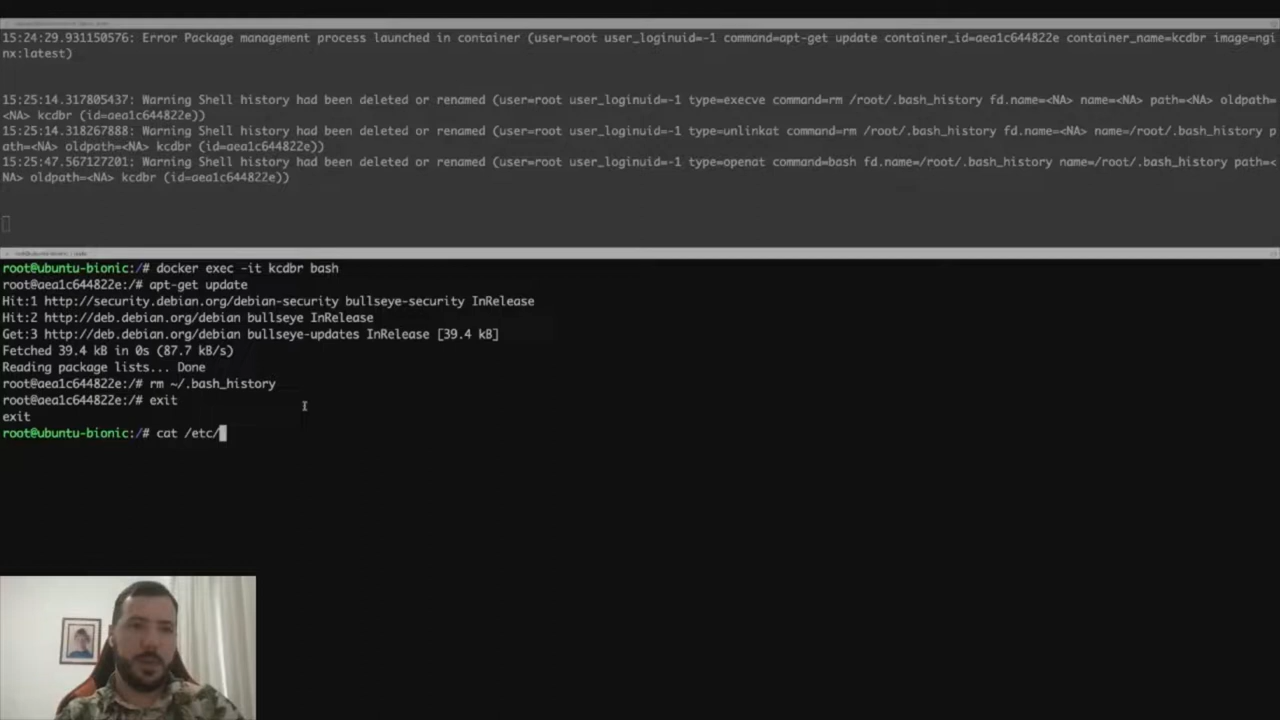 15:24:29.931150576: Error Package management process launched in container (user=root user_loginuid=-1 command=apt-get update container_id=aea1c644822e container_name=kcdbr image=ngi
nx:latest)
15:25:14.317805437: Warning Shell history had been deleted or renamed (user=root user_loginuid=-1 type=execve command=rm /root/.bash_history fd.name=<NA> name=<NA> path=<NA> oldpath=
<NA> kcdbr (id=aea1c644822e))
15:25:14.318267888: Warning Shell history had been deleted or renamed (user=root user_loginuid=-1 type=unlinkat command=rm /root/.bash_history fd.name=<NA> name=/root/.bash_history p
ath=<NA> oldpath=<NA> kcdbr (id=aea1c644822e))
15:25:47.567127201: Warning Shell history had been deleted or renamed (user=root user_loginuid=-1 type=openat command=bash fd.name=/root/.bash_history name=/root/.bash_history path=<
NA> oldpath=<NA> kcdbr (id=aea1c644822e))
root@ubuntu-bionic:/# docker exec -it kcdbr bash
root@aea1c644822e:/# apt-get update
Hit:1 http://security.debian.org/debian-security bullseye-security InRelease
Hit:2 http://deb.debian.org/debian bullseye InRelease
Get:3 http://deb.debian.org/debian bullseye-updates InRelease [39.4 kB]
Fetched 39.4 kB in 0s (87.7 kB/s)
Reading package lists... Done
root@aea1c644822e:/# rm ~/.bash_history
root@aea1c644822e:/# exit
exit
root@ubuntu-bionic:/# cat /etc/